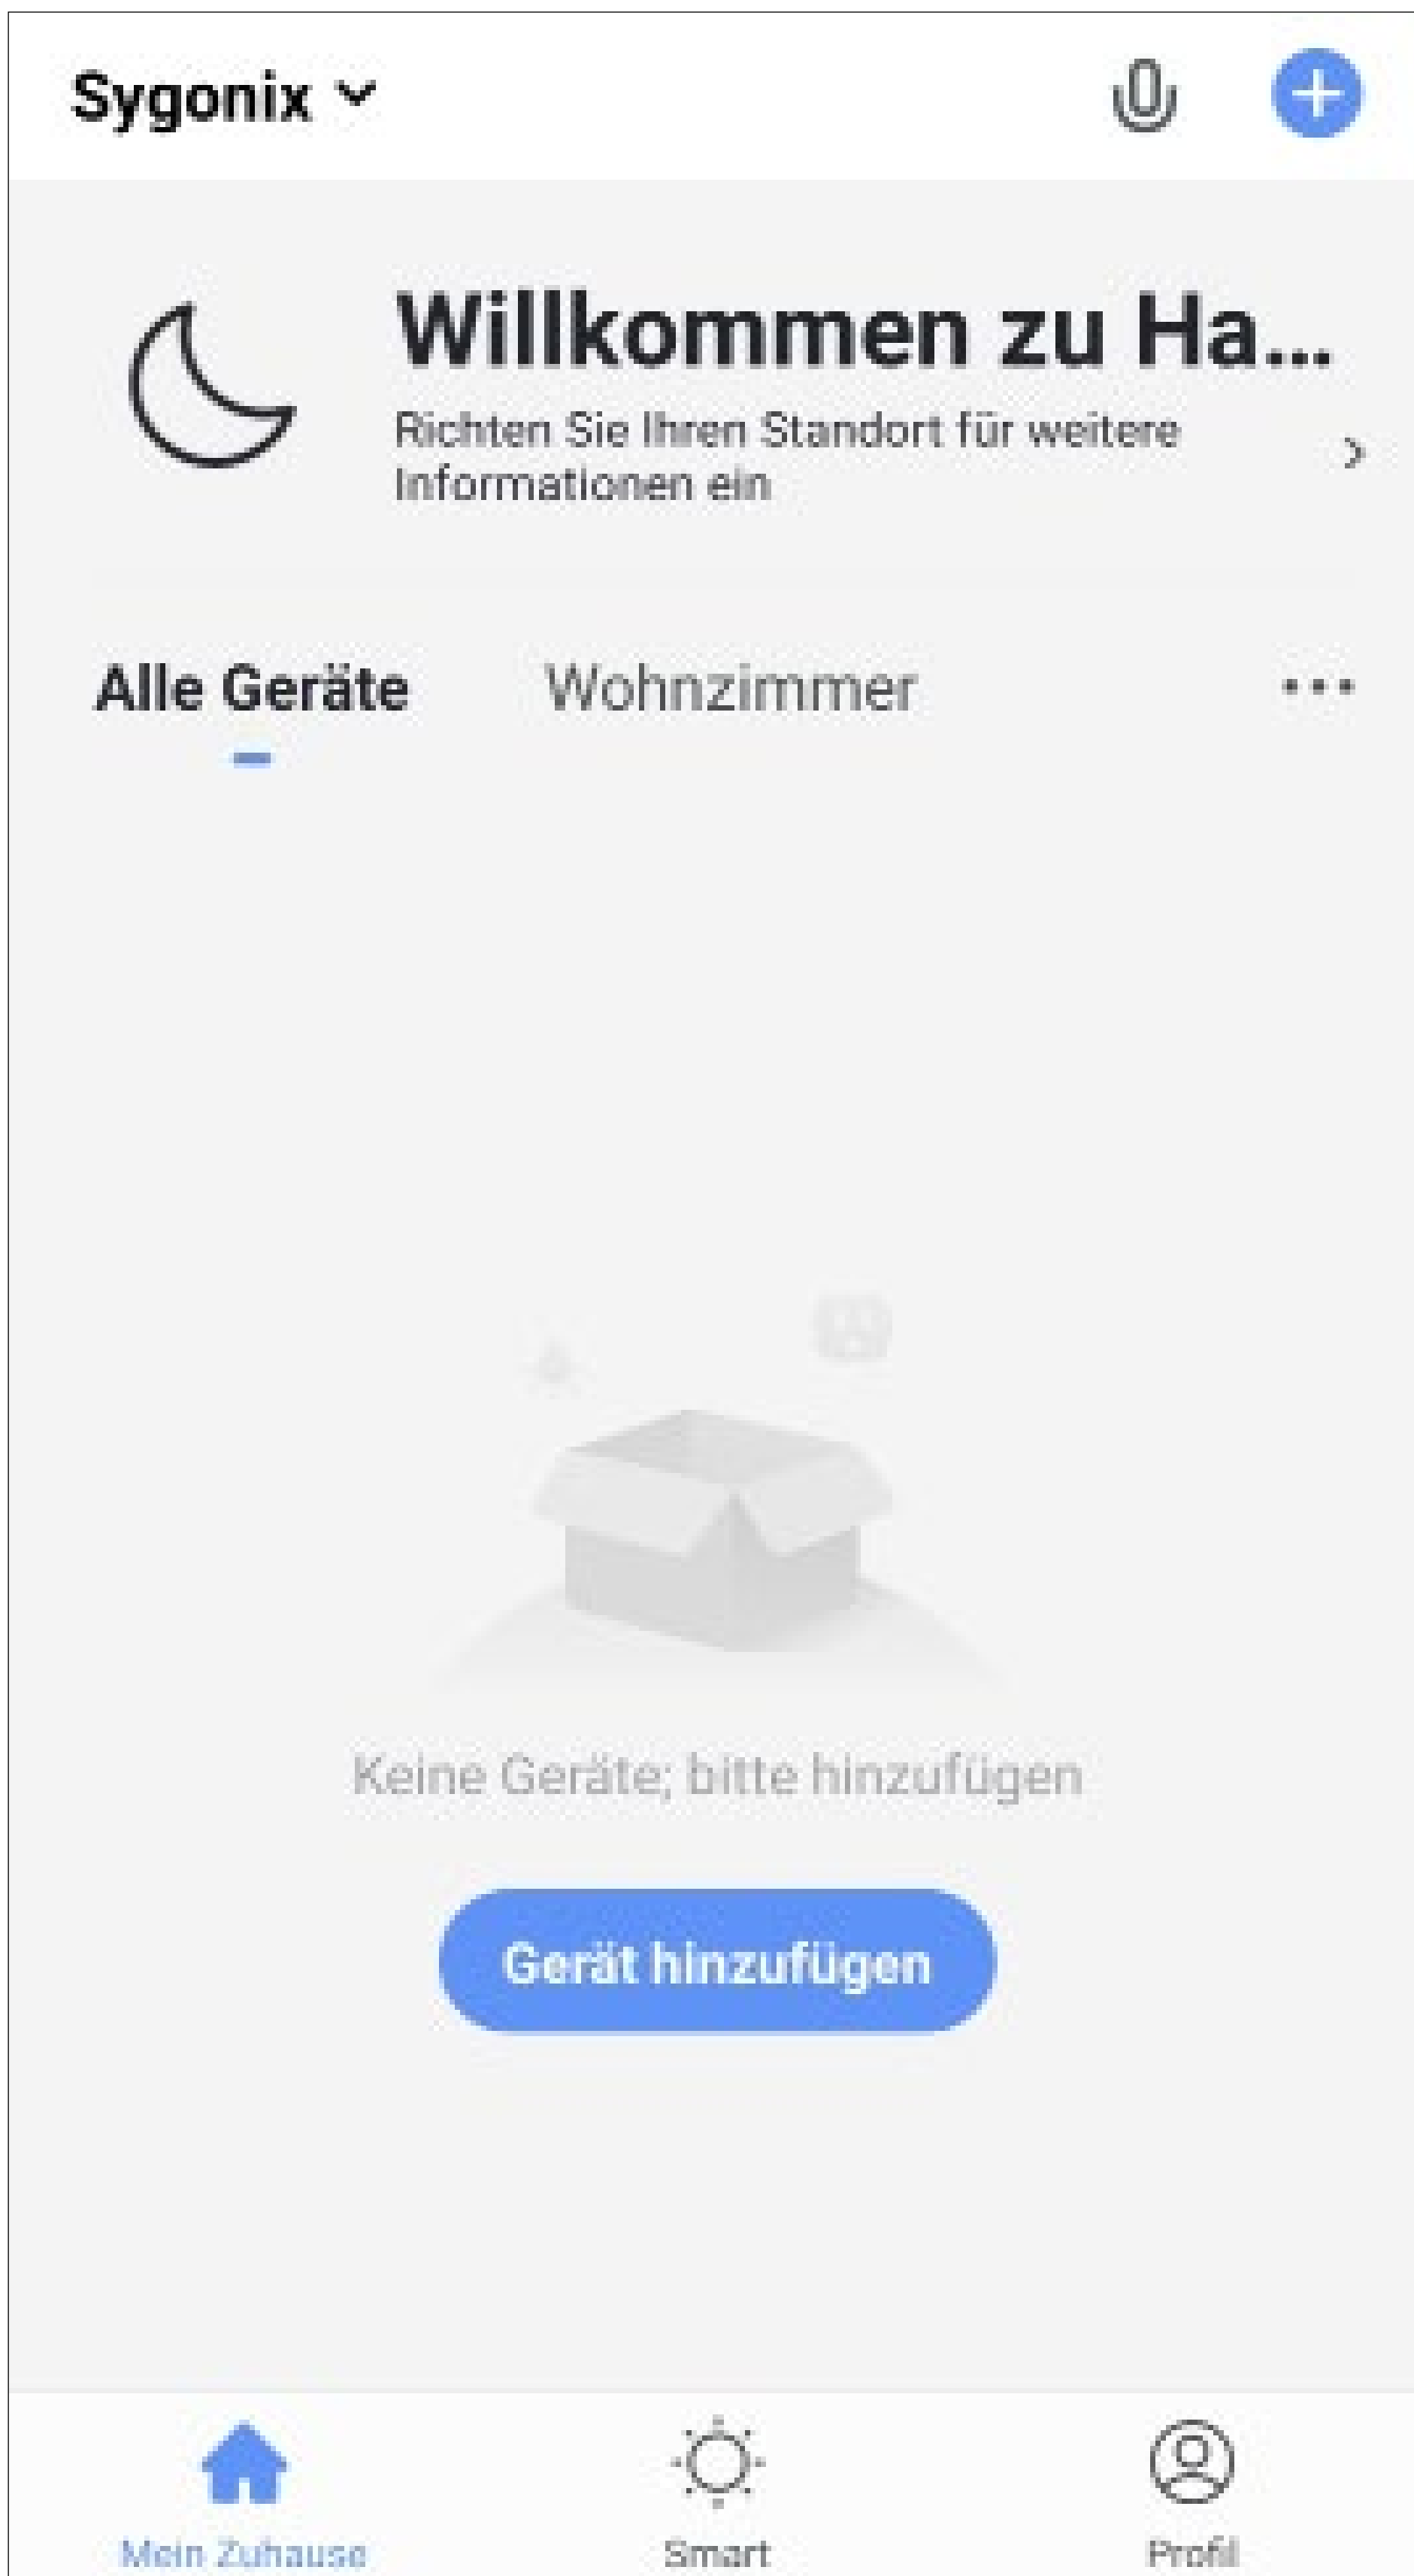 Sygonix
Willkommen zu Ha...
Richten Sie Ihren Standort für weitere
Informationen ein
Alle Geräte
Wohnzimmer
Keine Geräte; bitte hinzufügen
Gerät hinzufügen
Mein Zuhause
Smart
Profil